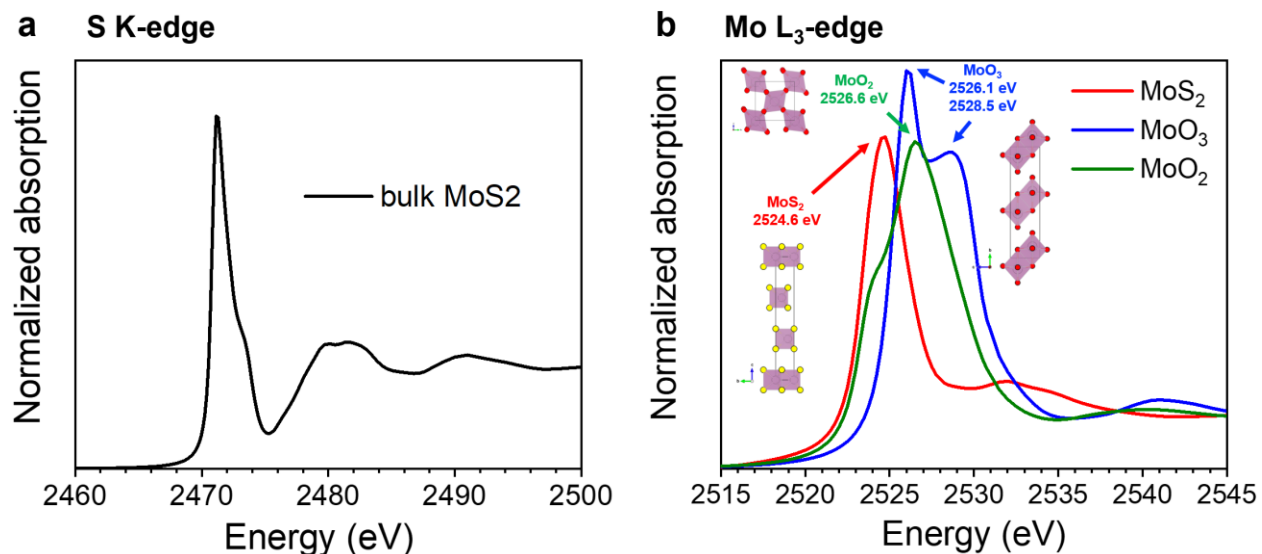 a S K-edge
Normalized absorption
bulk MoS2
2460 2470 2480 2490 2500
Energy (eV)
b Mo L₃-edge
Normalized absorption
MoO₂
2526.6 eV
MoO₃
2526.1 eV
2528.5 eV
MoS₂
2524.6 eV
MoS₂
MoO₃
MoO₂
2515 2520 2525 2530 2535 2540 2545
Energy (eV)